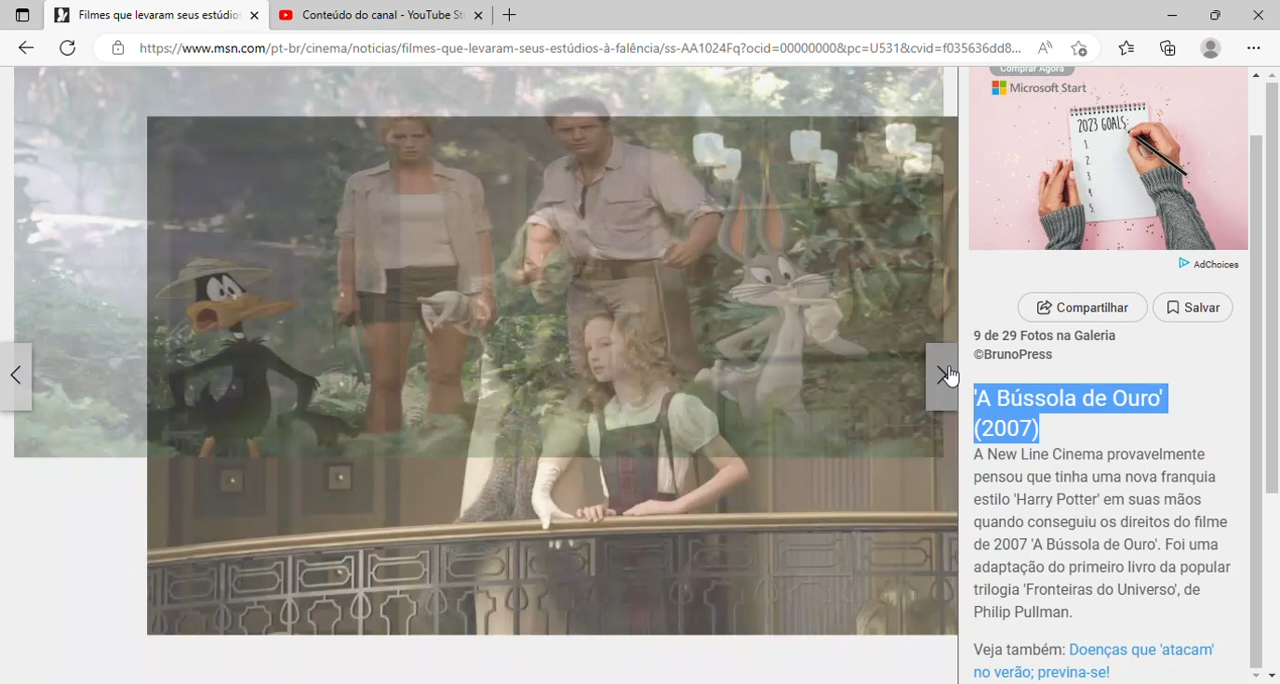 Filmes que levaram seus estúdio
Conteúdo do canal - YouTube St
https://www.msn.com/pt-br/cinema/noticias/filmes-que-levaram-seus-estúdios-à-falência/ss-AA1024Fq?ocid=00000000&pc=U531&cvid=f035636dd8...
Comprar Agora
Microsoft Start
2023 GOALS:
1.
2.
3.
4.
5.
AdChoices
Compartilhar
Salvar
9 de 29 Fotos na Galeria
©BrunoPress
'A Bússola de Ouro'
(2007)
A New Line Cinema provavelmente
pensou que tinha uma nova franquia
estilo 'Harry Potter' em suas mãos
quando conseguiu os direitos do filme
de 2007 'A Bússola de Ouro'. Foi uma
adaptação do primeiro livro da popular
trilogia 'Fronteiras do Universo', de
Philip Pullman.
Veja também: Doenças que 'atacam'
no verão; previna-se!